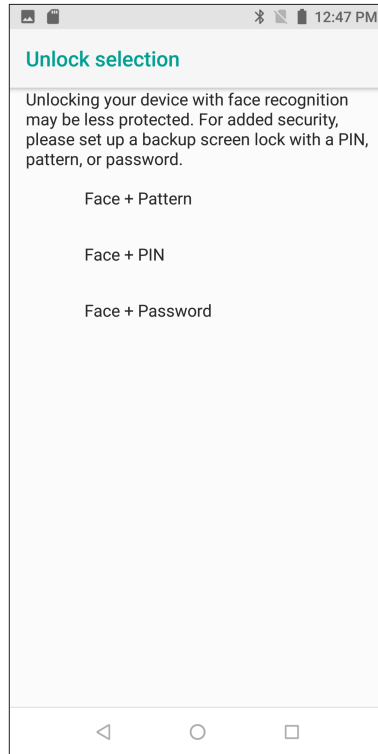 12:47 PM
Unlock selection
Unlocking your device with face recognition
may be less protected. For added security,
please set up a backup screen lock with a PIN,
pattern, or password.
Face + Pattern
Face + PIN
Face + Password